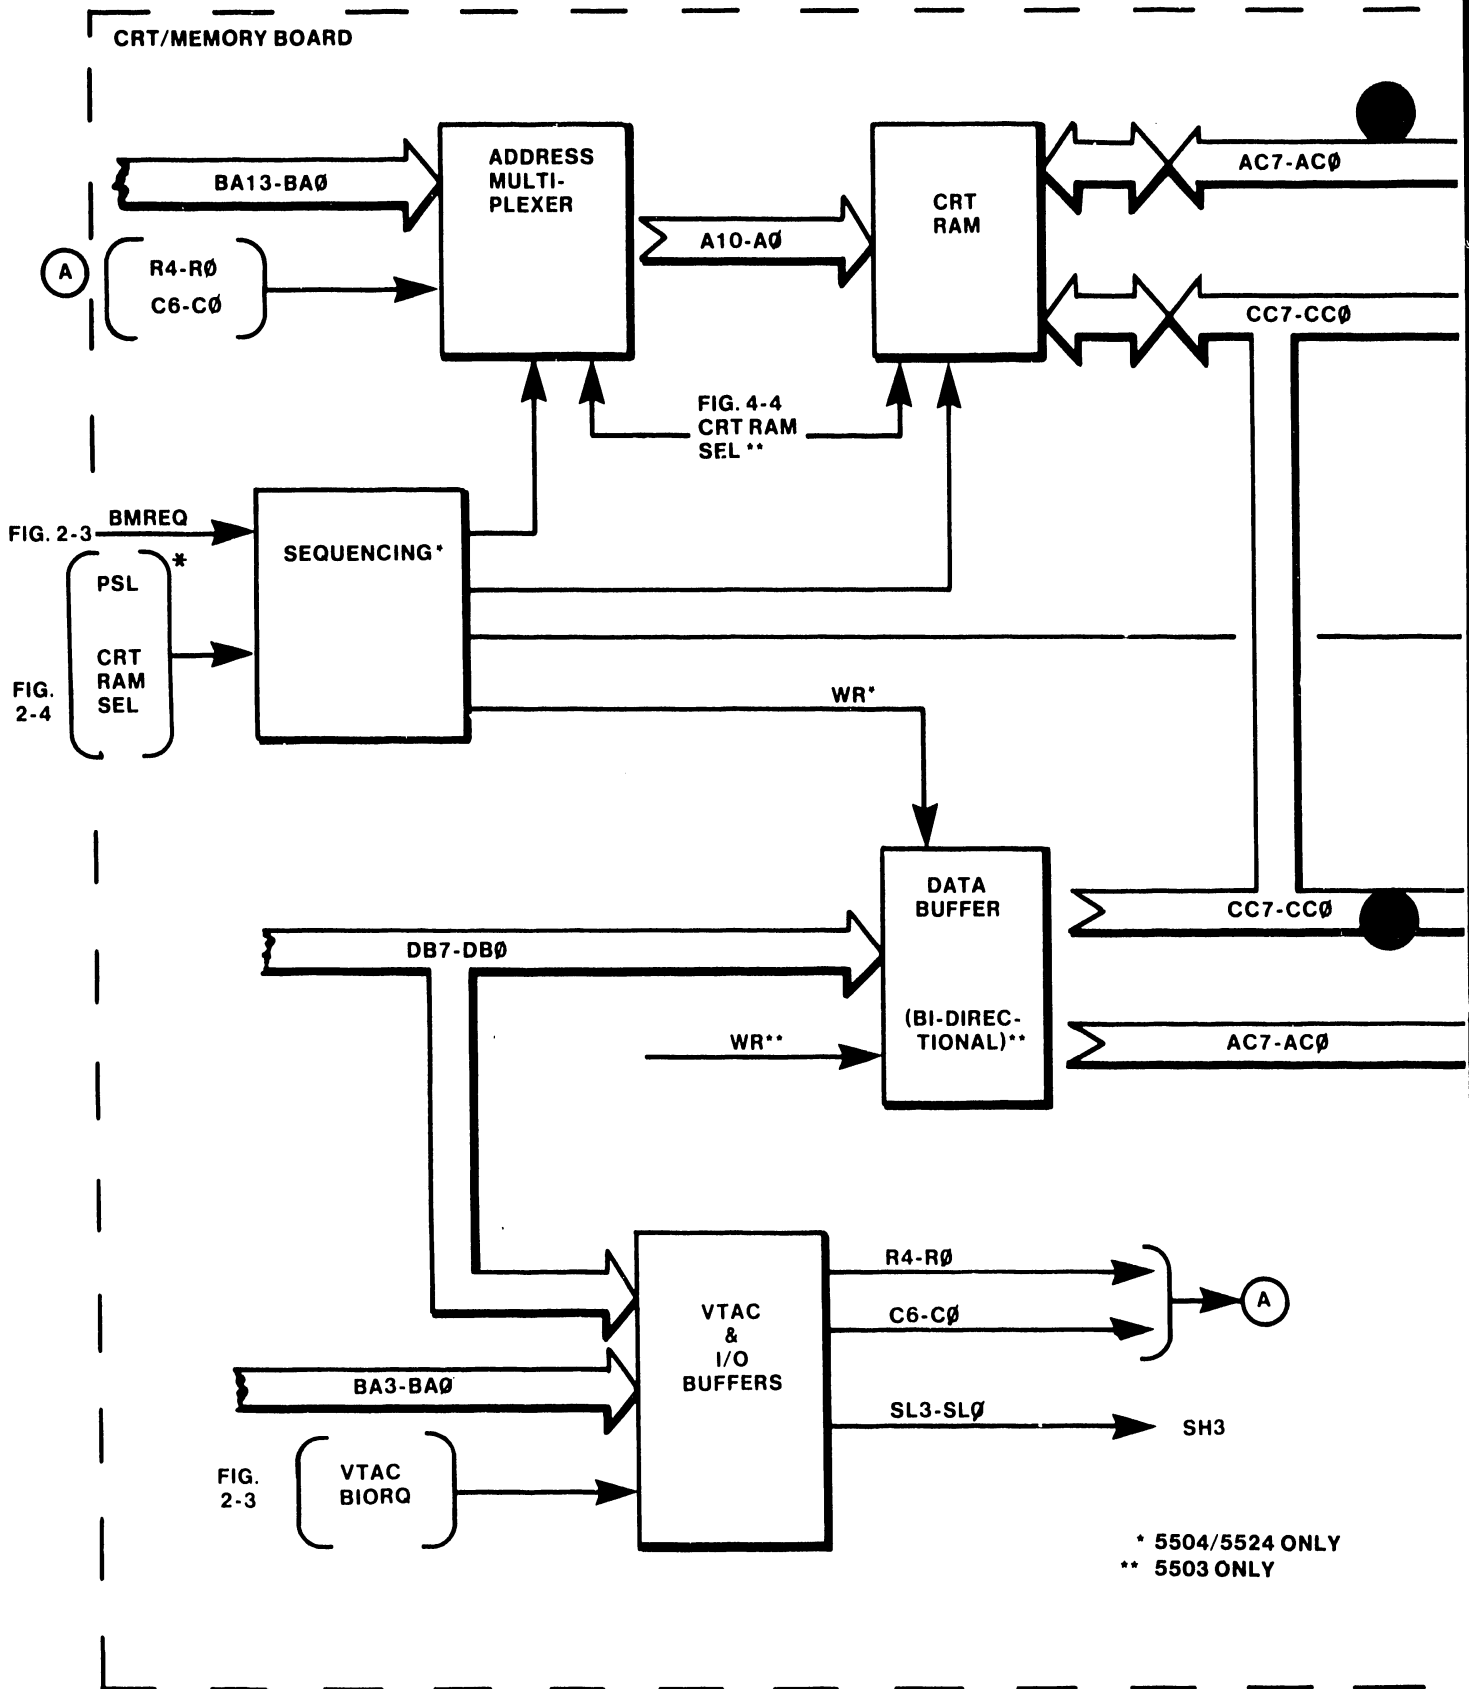 CRT/MEMORY BOARD
ADDRESS
MULTI-
PLEXER
CRT
RAM
AC7-ACØ
BA13-BAØ
A10-AØ
A
R4-RØ
C6-CØ
CC7-CCØ
FIG. 4-4
CRT RAM
SEL **
BMREQ
FIG. 2-3
SEQUENCING*
*
PSL
CRT
RAM
SEL
FIG.
2-4
WR*
DATA
BUFFER
CC7-CCØ
DB7-DBØ
(BI-DIREC-
TIONAL)**
WR**
AC7-ACØ
R4-RØ
C6-CØ
A
VTAC
&
I/O
BUFFERS
BA3-BAØ
SL3-SLØ
SH3
FIG.
2-3
VTAC
BIORQ
* 5504/5524 ONLY
** 5503 ONLY